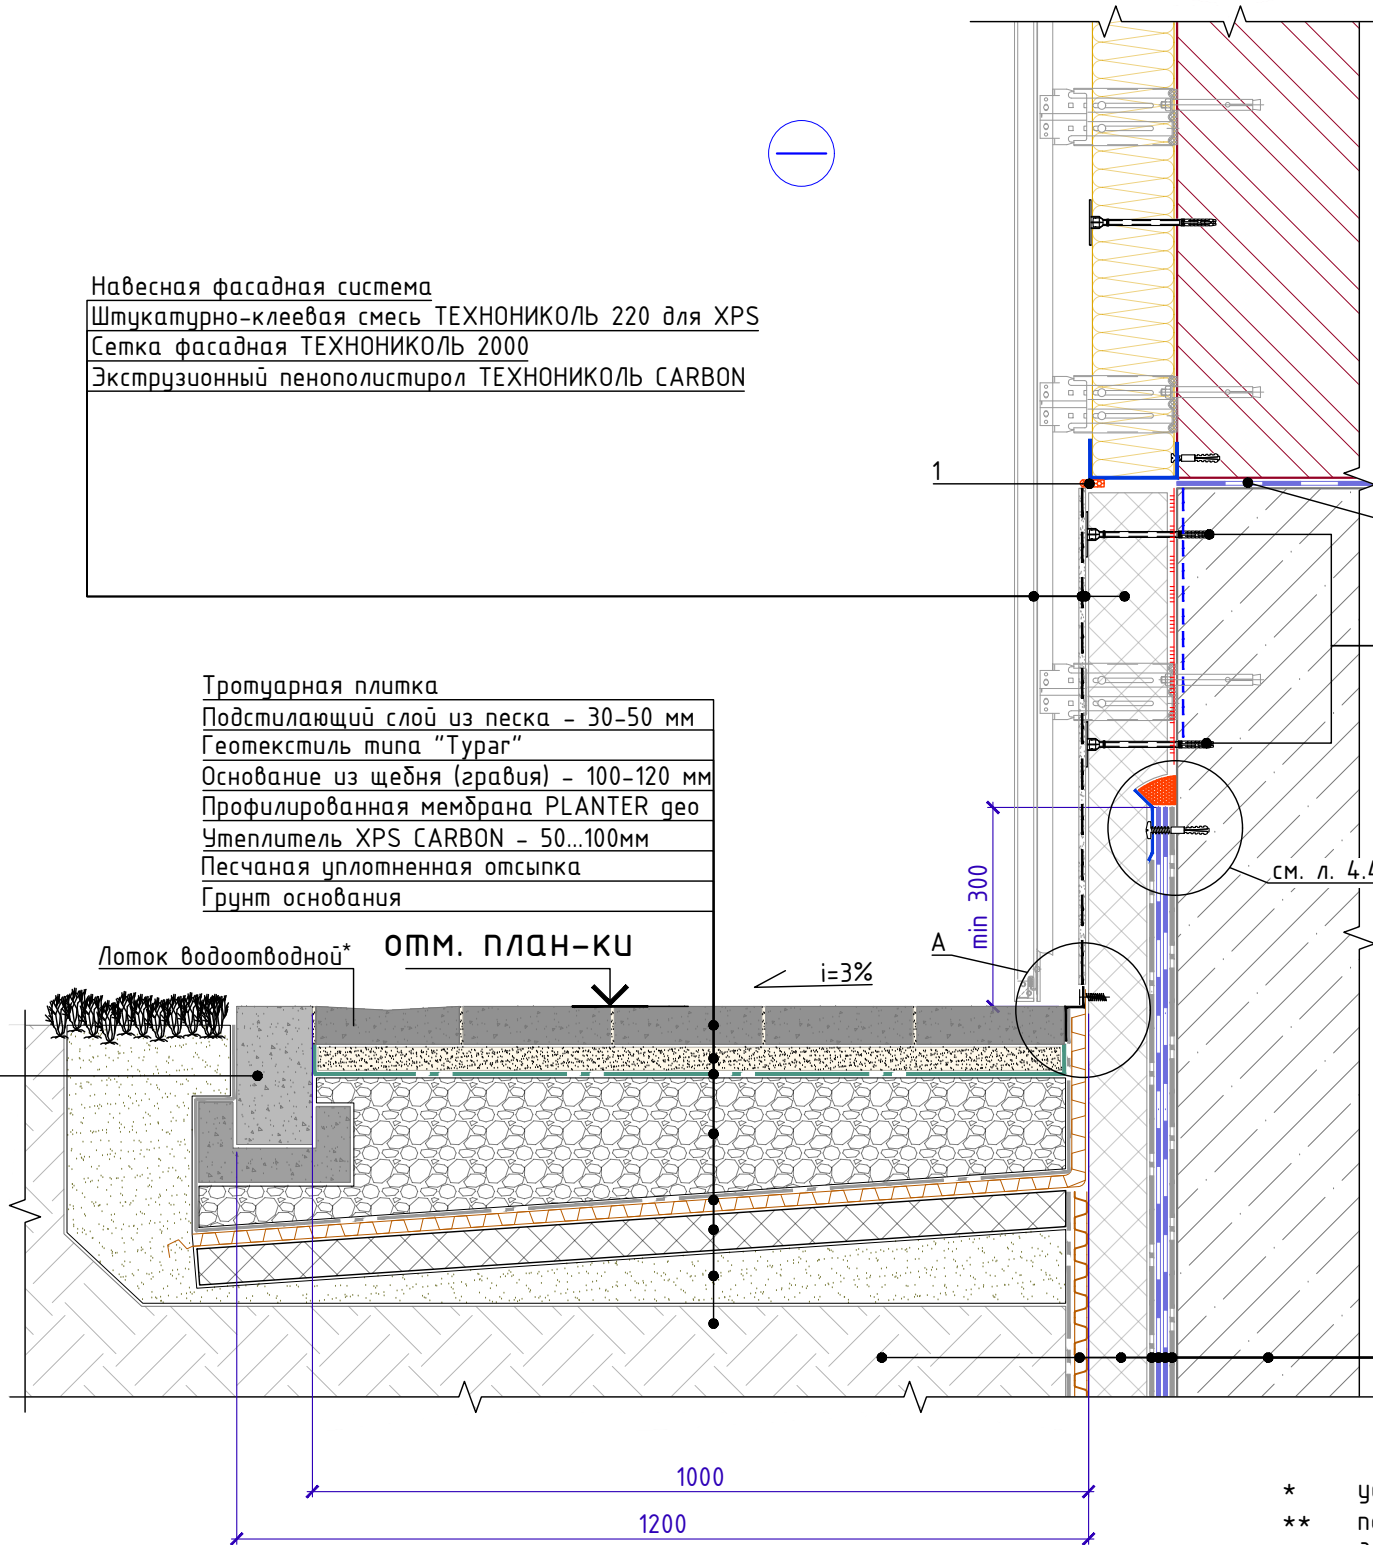 Навесная фасадная система
Штукатурно-клеевая смесь ТЕХНОНИКОЛЬ 220 для XPS
Сетка фасадная ТЕХНОНИКОЛЬ 2000
Экструзионный пенополистирол ТЕХНОНИКОЛЬ CARBON
1
Тротуарная плитка
Подстилающий слой из песка - 30-50 мм
Геотекстиль типа "Typar"
Основание из щебня (гравия) - 100-120 мм
Профилированная мембрана PLANTER geo
Утеплитель XPS CARBON - 50...100мм
Песчаная уплотненная отсыпка
Грунт основания
min 300
см. л. 4.4
Лоток водоотводной*
отм. план-ки
i=3%
А
1000
1200
*
**